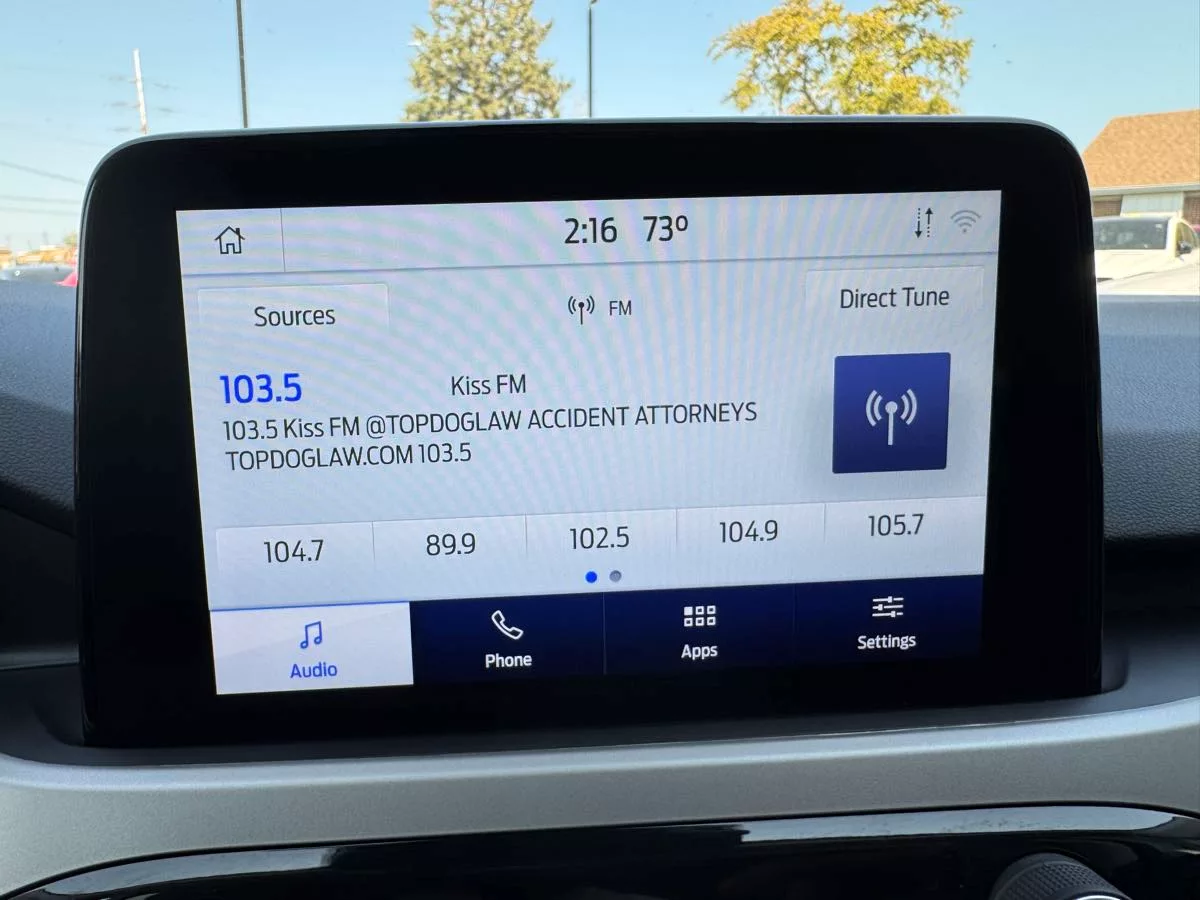 2:16 73º
Sources
FM
Direct Tune
103.5
Kiss FM
103.5 Kiss FM @TOPDOGLAW ACCIDENT ATTORNEYS
TOPDOGLAW.COM 103.5
104.7
89.9
102.5
104.9
105.7
Audio
Phone
Apps
Settings